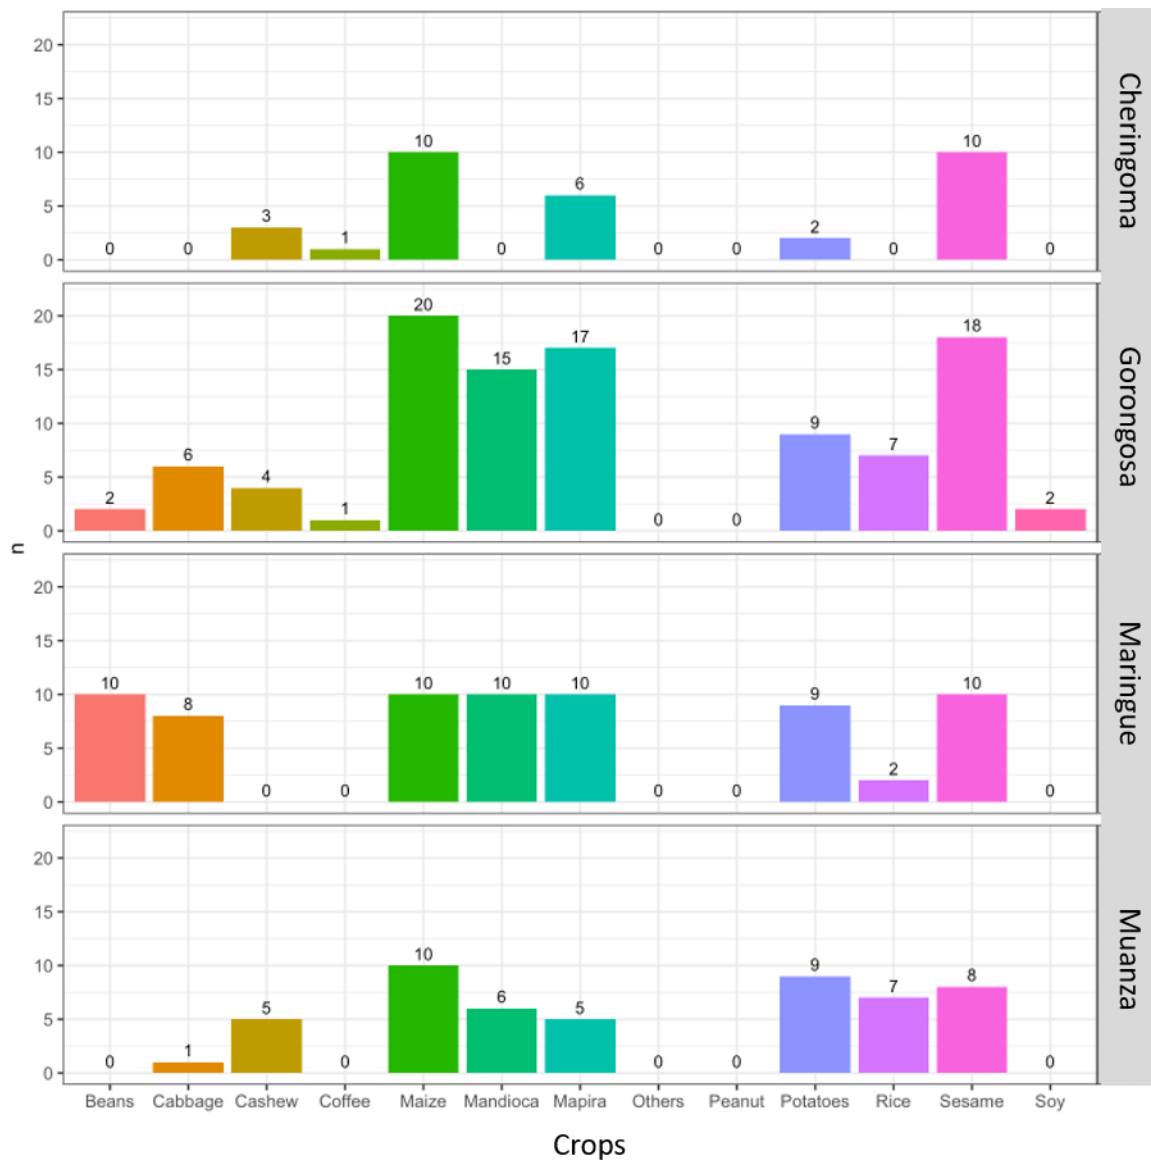 Cheringoma
20
15
10
5
0
0 0 3 1 10 0 6 0 0 2 0 10 0
Gorongosa
20
15
10
5
0
2 6 4 1 20 15 17 0 0 9 7 18 2
Maringue
20
15
10
5
0
10 8 0 0 10 10 10 0 0 9 2 10 0
Muanza
20
15
10
5
0
0 1 5 0 10 6 5 0 0 9 7 8 0
n
Beans Cabbage Cashew Coffee Maize Mandioca Mapira Others Peanut Potatoes Rice Sesame Soy
Crops